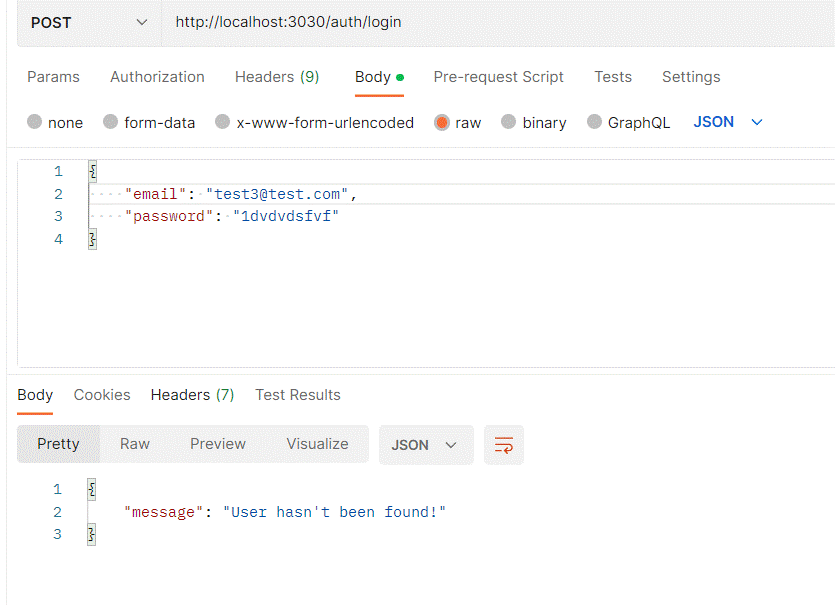 POST http://localhost:3030/auth/login
Params Authorization Headers (9) Body Pre-request Script Tests Settings
none form-data x-www-form-urlencoded raw binary GraphQL JSON
1 {
2 "email": "test3@test.com",
3 "password": "1dvdvdsfvf"
4 }
Body Cookies Headers (7) Test Results
Pretty Raw Preview Visualize JSON
1 {
2 "message": "User hasn't been found!"
3 }